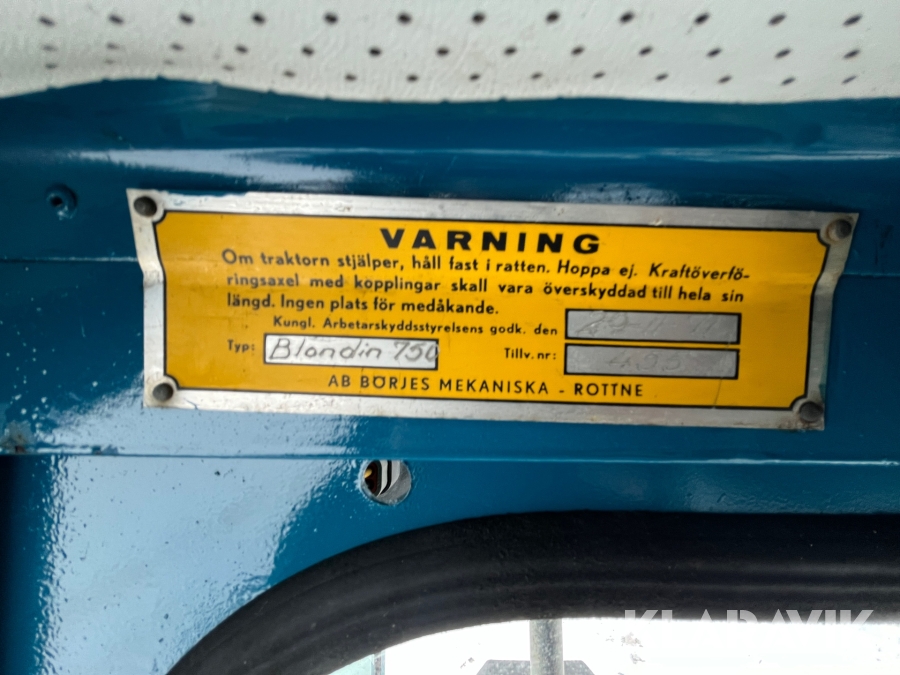 VARNING
Om traktorn stjälper, håll fast i ratten. Hoppa ej. Kraftöverfö-
ringsaxel med kopplingar skall vara överskyddad till hela sin
längd. Ingen plats för medåkande.
Kungl. Arbetarskyddsstyrelsens godk. den
Typ: Blondin 750 Tillv. nr:
AB BÖRJES MEKANISKA - ROTTNE
KLARAVIK